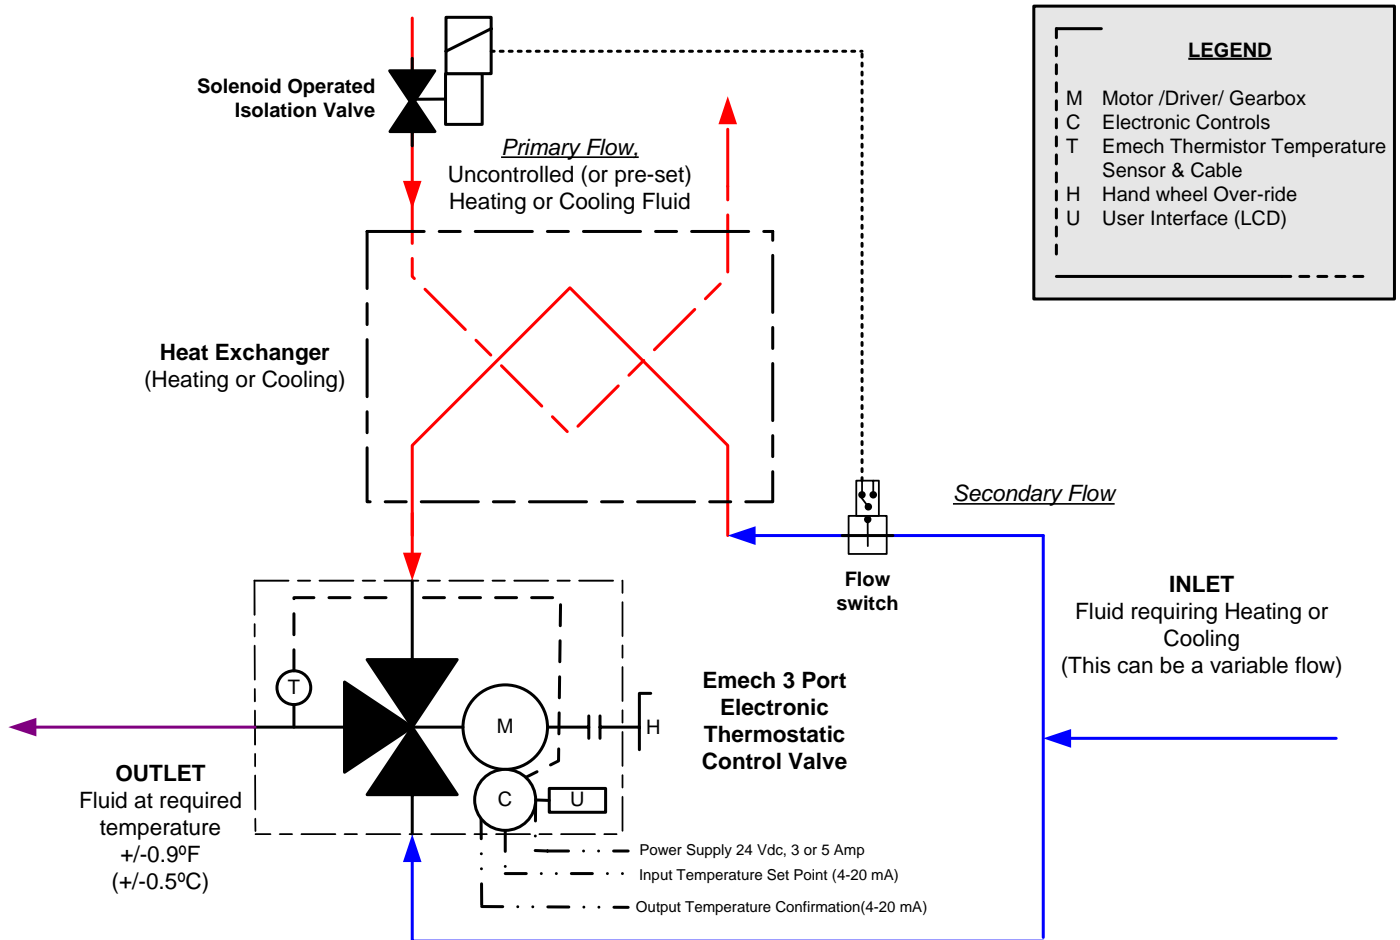 Solenoid Operated
Isolation Valve
Primary Flow,
Uncontrolled (or pre-set)
Heating or Cooling Fluid
LEGEND
M Motor /Driver/ Gearbox
C Electronic Controls
T Emech Thermistor Temperature
Sensor & Cable
H Hand wheel Over-ride
U User Interface (LCD)
Heat Exchanger
(Heating or Cooling)
Secondary Flow
Flow
switch
INLET
Fluid requiring Heating or
Cooling
(This can be a variable flow)
T
M
H
C
U
Emech 3 Port
Electronic
Thermostatic
Control Valve
OUTLET
Fluid at required
temperature
+/-0.9ºF
(+/-0.5ºC)
Power Supply 24 Vdc, 3 or 5 Amp
Input Temperature Set Point (4-20 mA)
Output Temperature Confirmation(4-20 mA)